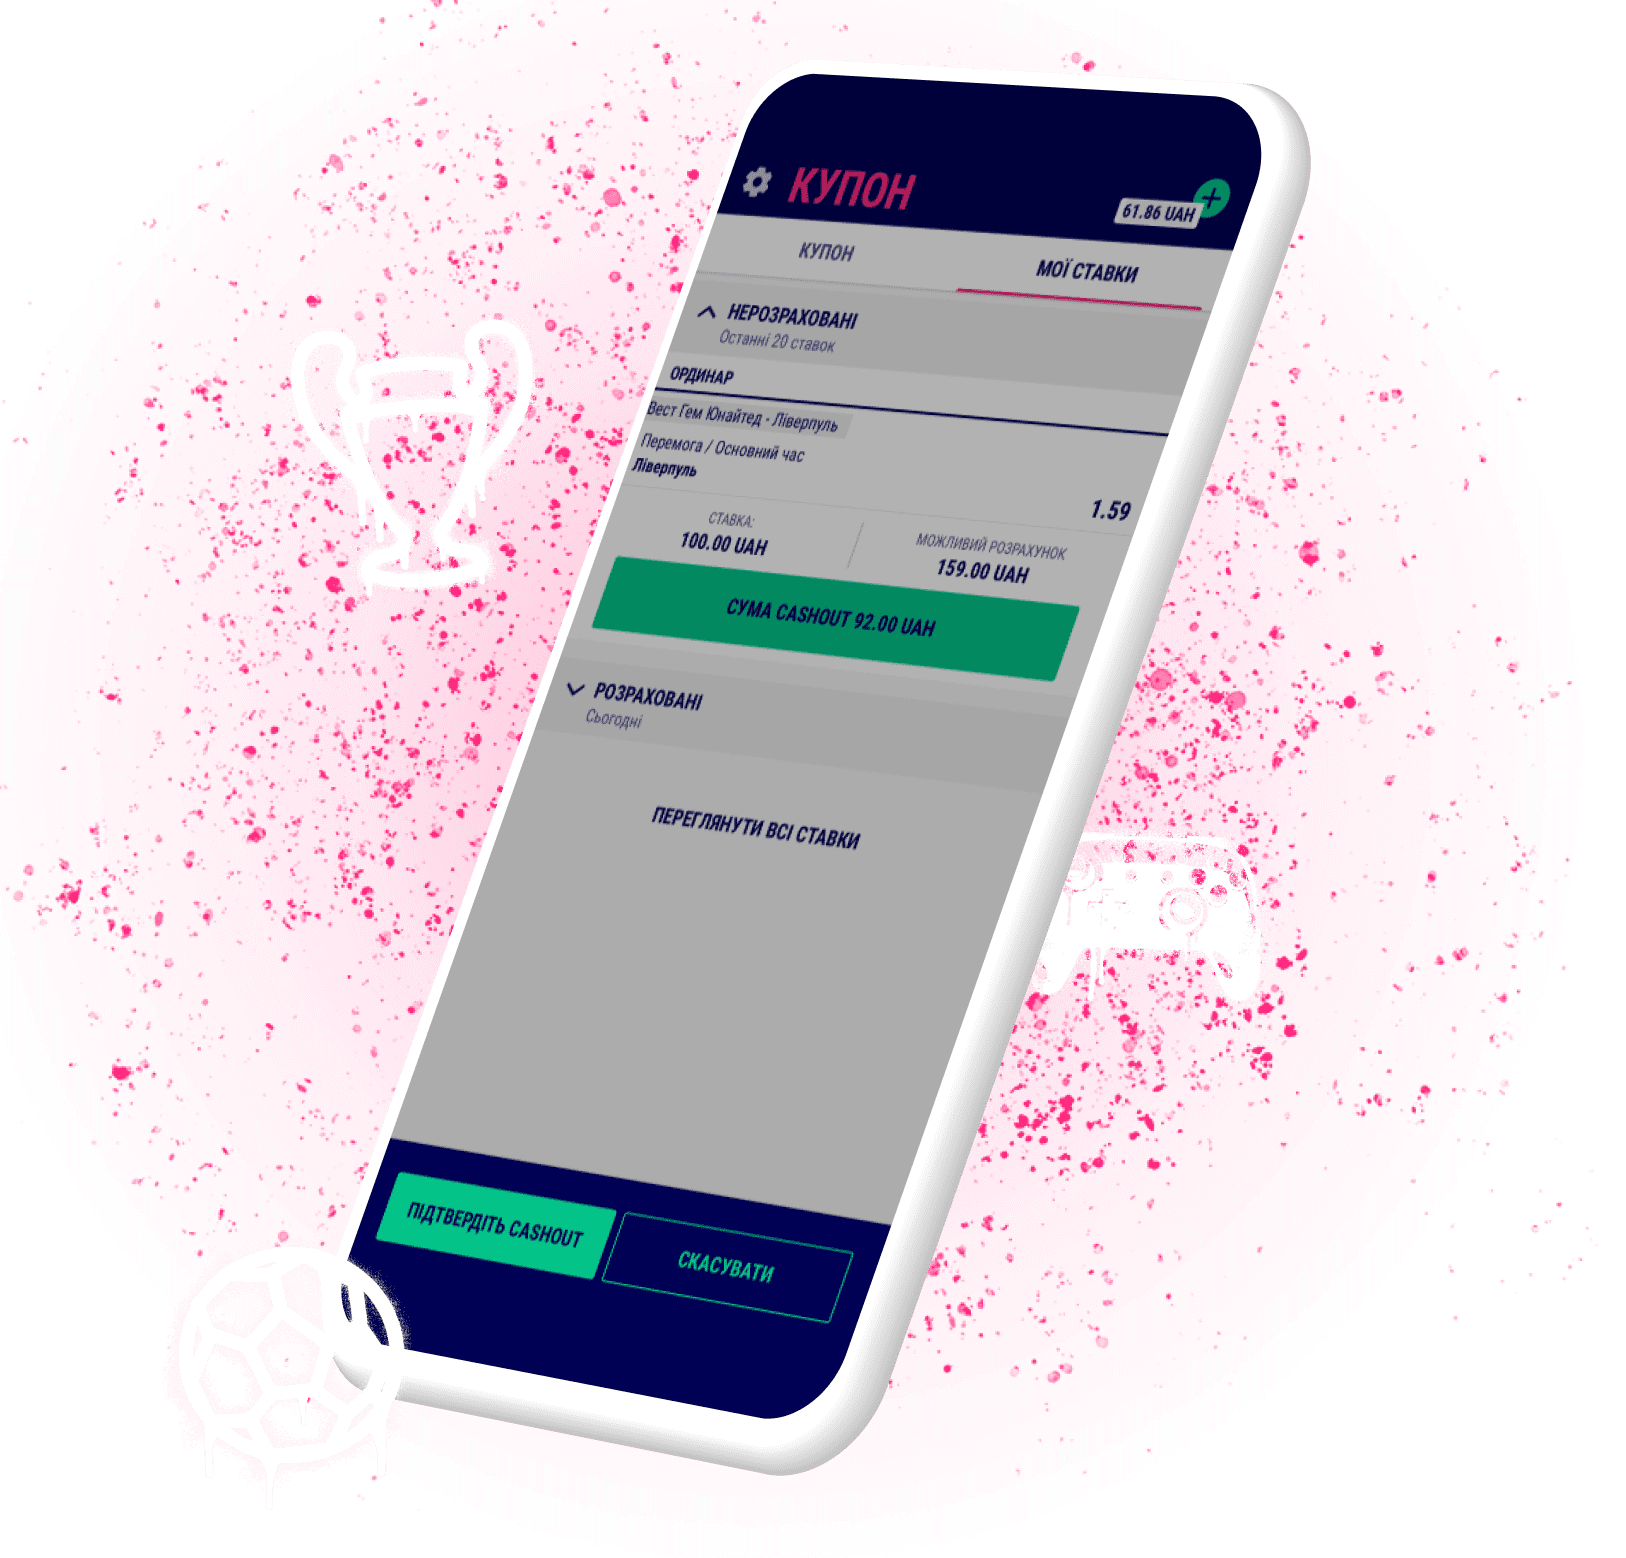 КУПОН
61.86 UAH
КУПОН
МОЇ СТАВКИ
НЕРОЗРАХОВАНІ
Останні 20 ставок
ОРДИНАР
Вест Гем Юнайтед - Ліверпуль
Перемога / Основний час
Ліверпуль
1.59
СТАВКА:
100.00 UAH
МОЖЛИВИЙ РОЗРАХУНОК
159.00 UAH
СУМА CASHOUT 92.00 UAH
РОЗРАХОВАНІ
Сьогодні
ПЕРЕГЛЯНУТИ ВСІ СТАВКИ
ПІДТВЕРДІТЬ CASHOUT
СКАСУВАТИ